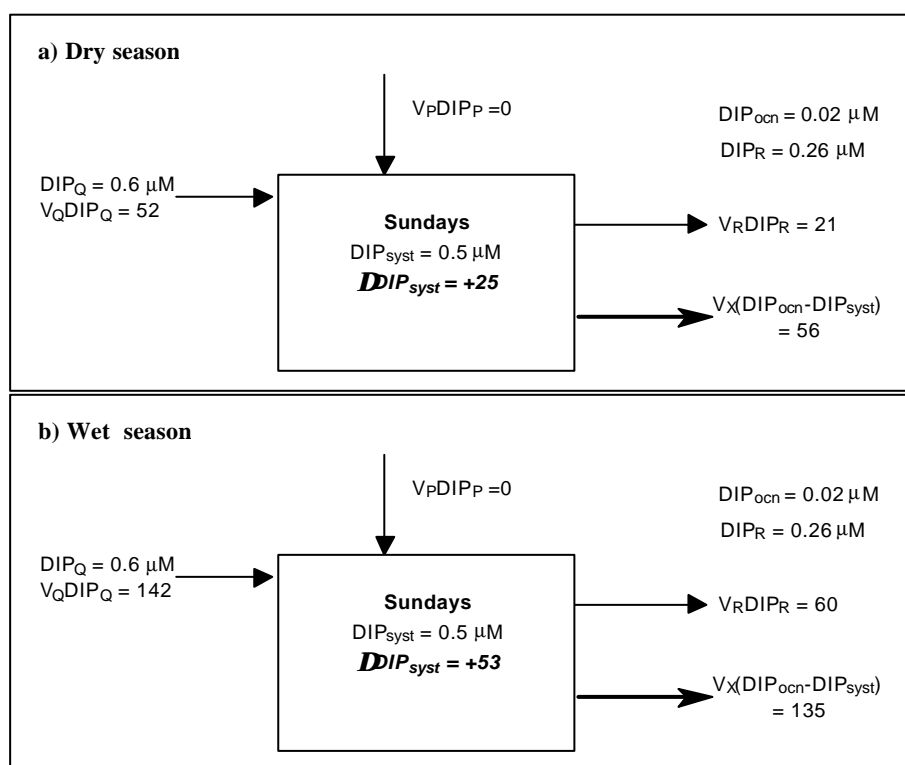 a) Dry season
VPDIPP =0
DIPocn = 0.02 µM
DIPR = 0.26 µM
DIPQ = 0.6 µM
VQDIPQ = 52
Sundays
DIPsyst = 0.5 µM
DDIPsyst = +25
VRDIPR = 21
VX(DIPocn-DIPsyst)
= 56
b) Wet season
VPDIPP =0
DIPocn = 0.02 µM
DIPR = 0.26 µM
DIPQ = 0.6 µM
VQDIPQ = 142
Sundays
DIPsyst = 0.5 µM
DDIPsyst = +53
VRDIPR = 60
VX(DIPocn-DIPsyst)
= 135